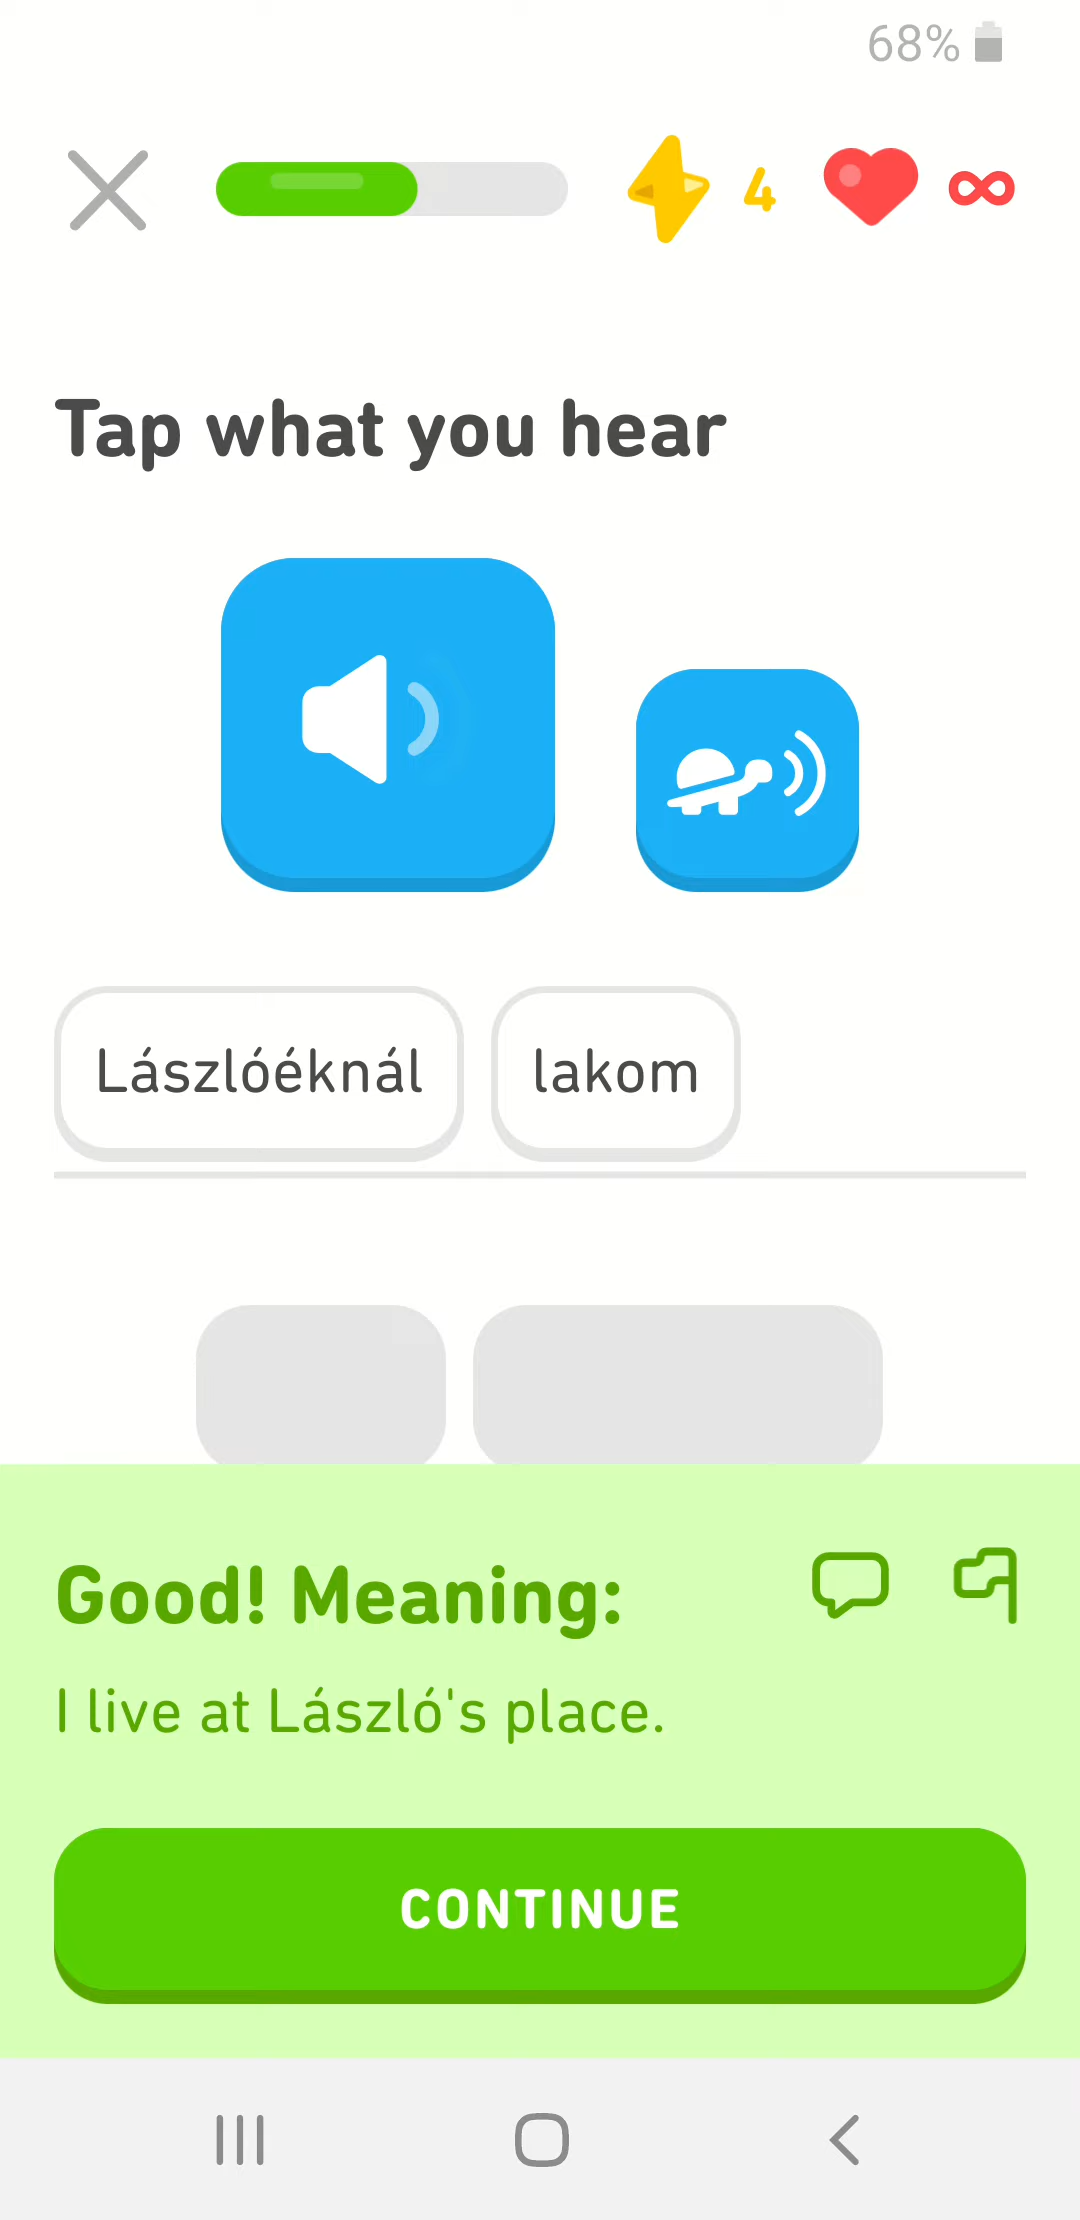 68%
4
Tap what you hear
Lászlóéknál lakom
Good! Meaning:
I live at László's place.
CONTINUE